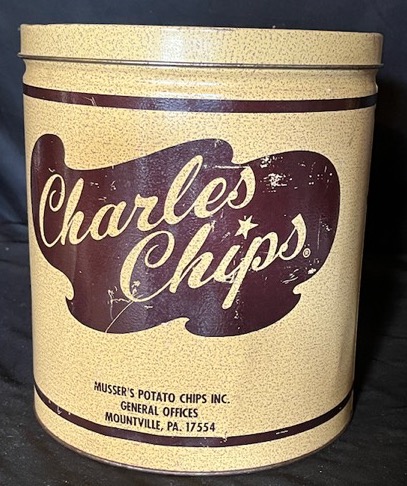 Charles
Chips®
MUSSER'S POTATO CHIPS INC.
GENERAL OFFICES
MOUNTVILLE, PA. 17554